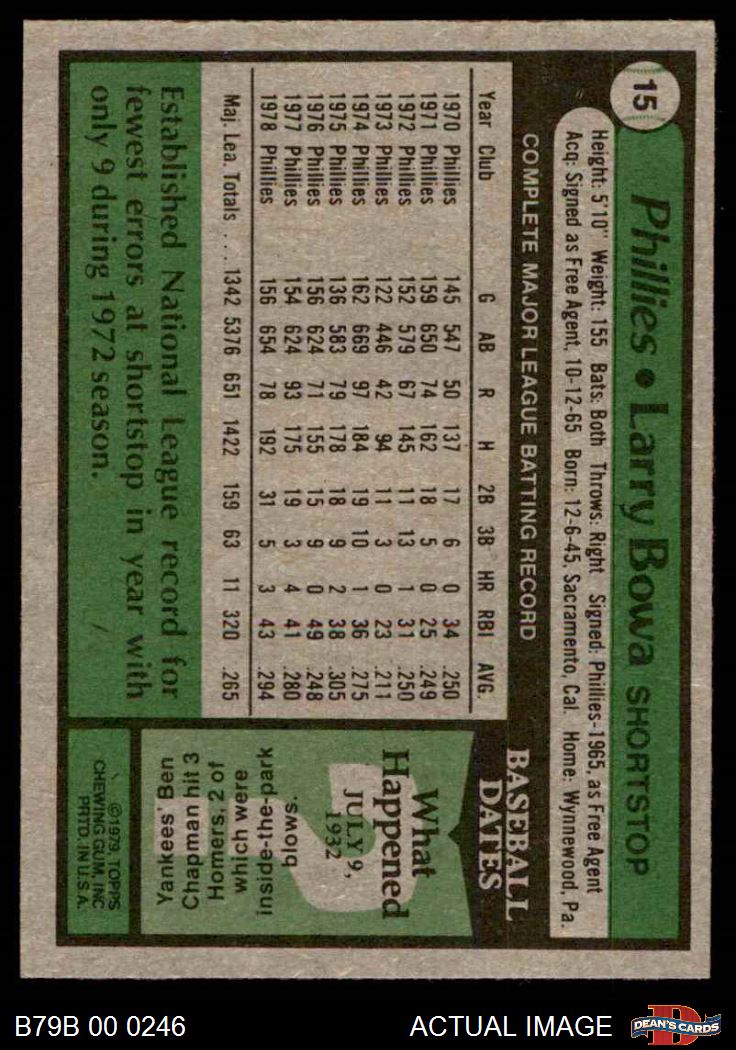 15
Phillies • Larry Bowa SHORTSTOP
Height: 5'10" Weight: 155 Bats: Both Throws: Right Signed: Phillies-1965, as Free Agent
Acq: Signed as Free Agent, 10-12-65 Born: 12-6-45, Sacramento, Cal. Home: Wynnewood, Pa.
COMPLETE MAJOR LEAGUE BATTING RECORD
Year Club G AB R H 2B 3B HR RBI AVG.
1970 Phillies 145 547 50 137 17 6 0 34 .250
1971 Phillies 159 650 74 162 18 5 0 25 .249
1972 Phillies 152 579 67 145 11 13 1 31 .250
1973 Phillies 122 446 42 94 11 3 0 23 .211
1974 Phillies 162 669 97 184 19 10 1 36 .275
1975 Phillies 136 583 79 178 18 9 2 38 .305
1976 Phillies 156 624 71 155 15 9 0 49 .248
1977 Phillies 154 624 93 175 19 3 4 41 .280
1978 Phillies 156 654 78 192 31 5 3 43 .294
Maj. Lea. Totals . . . 1342 5376 651 1422 159 63 11 320 .265
Established National League record for
fewest errors at shortstop in year with
only 9 during 1972 season.
BASEBALL
DATES
What
Happened
JULY 9,
1932
Yankees' Ben
Chapman hit 3
Homers, 2 of
which were
inside-the-park
blows.
©1979 TOPPS
CHEWING GUM, INC
PRTD. IN U.S.A.
B79B 00 0246
ACTUAL IMAGE
D
DEAN'S CARDS